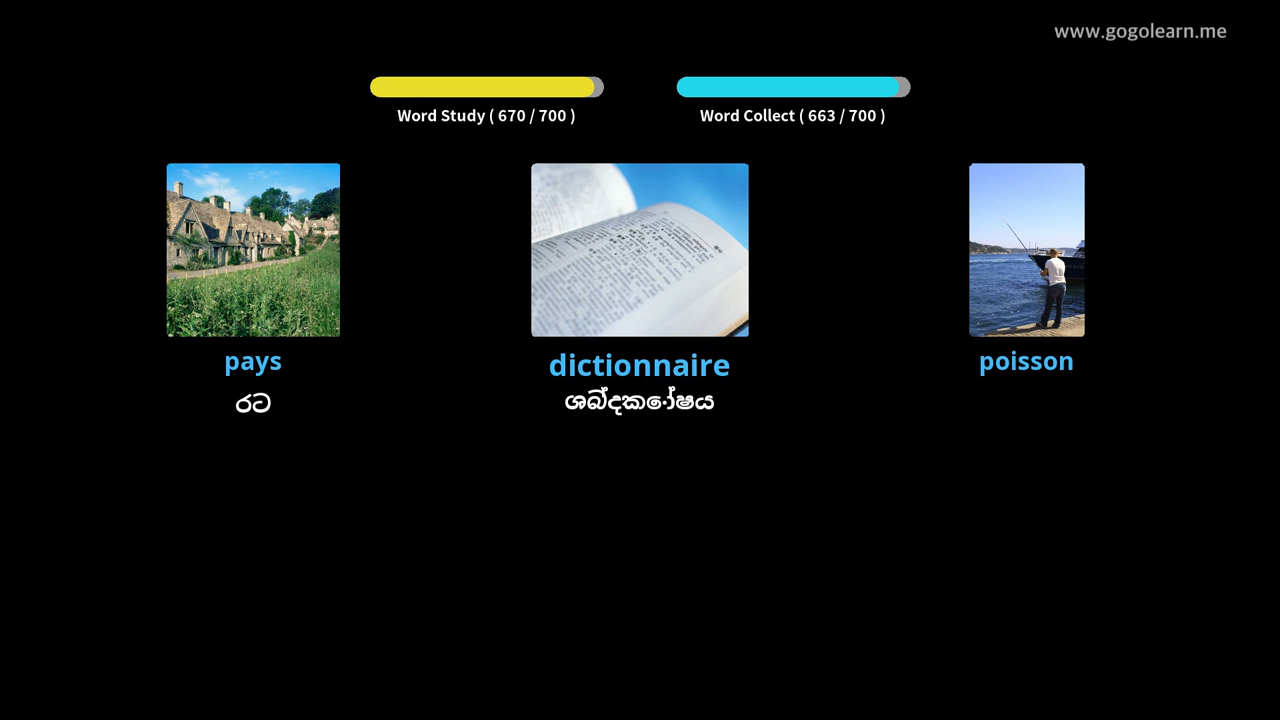 www.gogolearn.me
Word Study ( 670 / 700 )
Word Collect ( 663 / 700 )
pays
dictionnaire
poisson
රට
ශබ්දකෝෂය